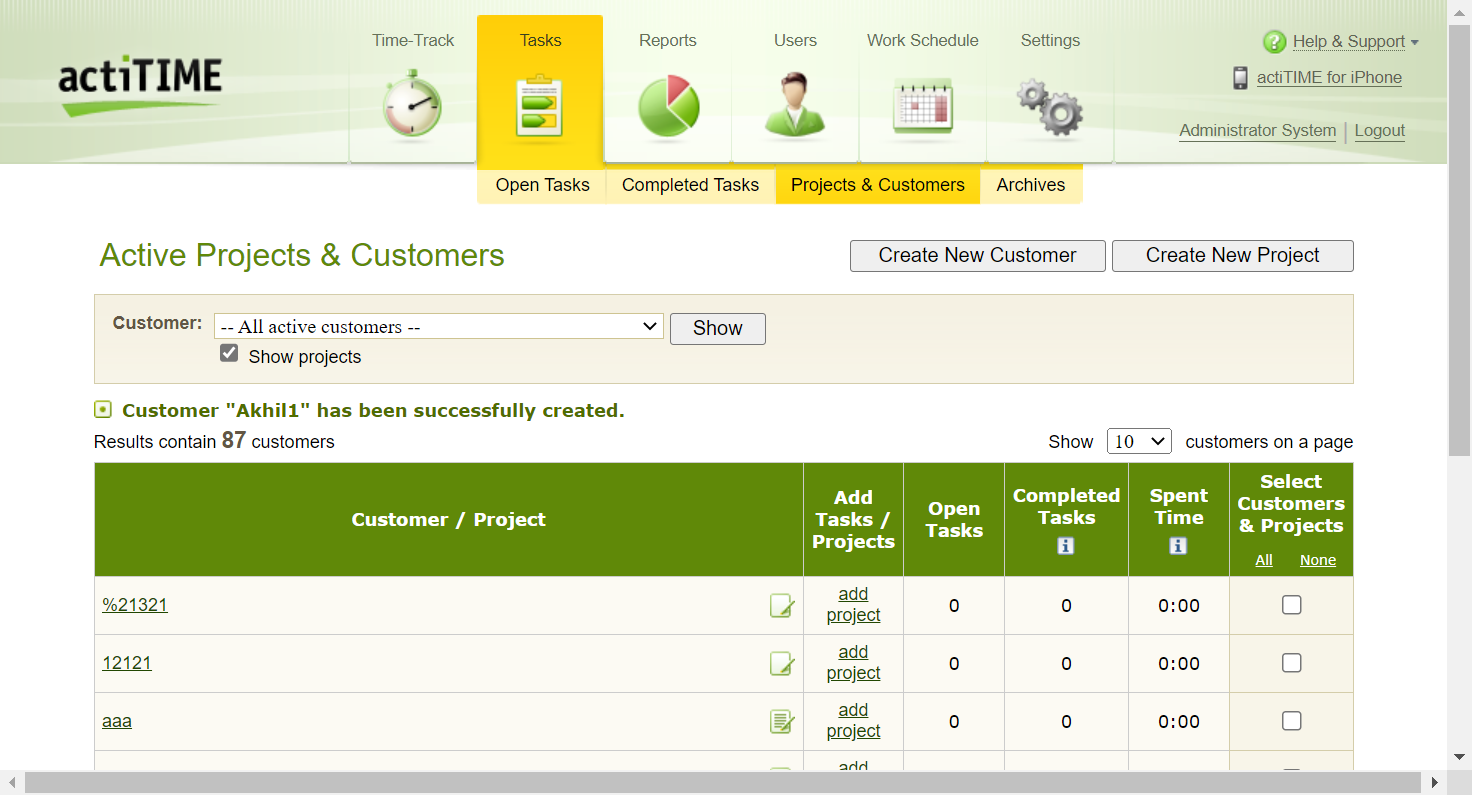 actiTIME
Time-Track
Tasks
Reports
Users
Work Schedule
Settings
? Help & Support
actiTIME for iPhone
Administrator System | Logout
Open Tasks
Completed Tasks
Projects & Customers
Archives
Active Projects & Customers
Create New Customer
Create New Project
Customer:
-- All active customers --
Show
Show projects
Customer "Akhil1" has been successfully created.
Results contain 87 customers
Show 10 customers on a page
Customer / Project
Add
Tasks /
Projects
Open
Tasks
Completed
Tasks
i
Spent
Time
i
Select
Customers
& Projects
All None
%21321
add
project
0
0
0:00
12121
add
project
0
0
0:00
aaa
add
project
0
0
0:00
add